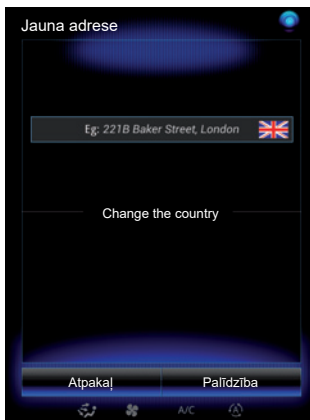 Jauna adrese
Eg: 221B Baker Street, London
Change the country
Atpakaļ
Palīdzība
A/C